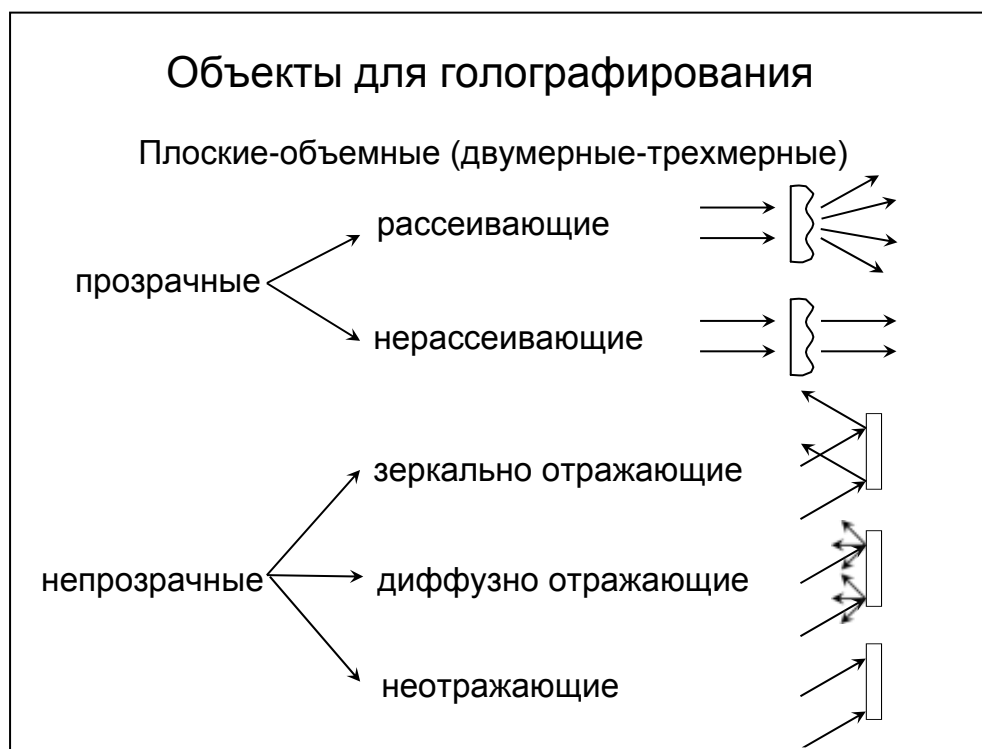 Объекты для голографирования
Плоские-объемные (двумерные-трехмерные)
рассеивающие
прозрачные
нерассеивающие
зеркально отражающие
непрозрачные
диффузно отражающие
неотражающие